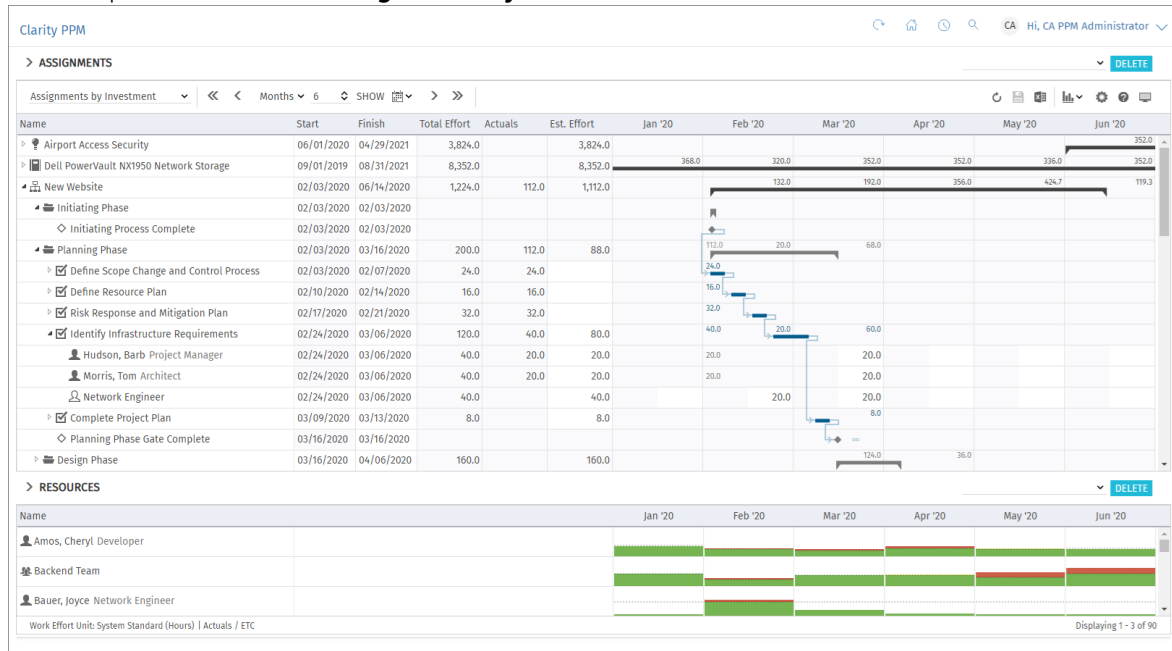 Clarity PPM CA Hi, CA PPM Administrator
ASSIGNMENTS DELETE
Assignments by Investment Months 6 SHOW
Name Start Finish Total Effort Actuals Est. Effort Jan '20 Feb '20 Mar '20 Apr '20 May '20 Jun '20
Airport Access Security 06/01/2020 04/29/2021 3,824.0 3,824.0 352.0
Dell PowerVault NX1950 Network Storage 09/01/2019 08/31/2021 8,352.0 8,352.0 368.0 320.0 352.0 352.0 336.0 352.0
New Website 02/03/2020 06/14/2020 1,224.0 112.0 1,112.0 132.0 192.0 356.0 424.7 119.3
Initiating Phase 02/03/2020 02/03/2020
Initiating Process Complete 02/03/2020 02/03/2020
Planning Phase 02/03/2020 03/16/2020 200.0 112.0 88.0 112.0 20.0 68.0
Define Scope Change and Control Process 02/03/2020 02/07/2020 24.0 24.0 24.0
Define Resource Plan 02/10/2020 02/14/2020 16.0 16.0 16.0
Risk Response and Mitigation Plan 02/17/2020 02/21/2020 32.0 32.0 32.0
Identify Infrastructure Requirements 02/24/2020 03/06/2020 120.0 40.0 80.0 40.0 20.0 60.0
Hudson, Barb Project Manager 02/24/2020 03/06/2020 40.0 20.0 20.0 20.0 20.0
Morris, Tom Architect 02/24/2020 03/06/2020 40.0 20.0 20.0 20.0 20.0
Network Engineer 02/24/2020 03/06/2020 40.0 40.0 20.0 20.0
Complete Project Plan 03/09/2020 03/13/2020 8.0 8.0 8.0
Planning Phase Gate Complete 03/16/2020 03/16/2020
Design Phase 03/16/2020 04/06/2020 160.0 160.0 124.0 36.0
RESOURCES DELETE
Name Jan '20 Feb '20 Mar '20 Apr '20 May '20 Jun '20
Amos, Cheryl Developer
Backend Team
Bauer, Joyce Network Engineer
Work Effort Unit: System Standard (Hours) | Actuals / ETC Displaying 1 - 3 of 90